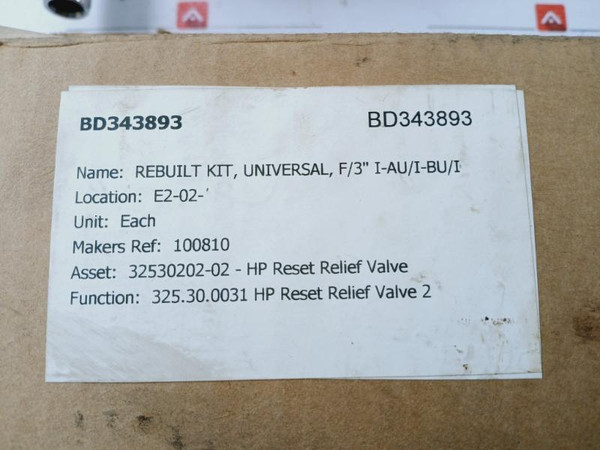 BD343893 BD343893
Name: REBUILT KIT, UNIVERSAL, F/3" I-AU/I-BU/I
Location: E2-02-'
Unit: Each
Makers Ref: 100810
Asset: 32530202-02 - HP Reset Relief Valve
Function: 325.30.0031 HP Reset Relief Valve 2